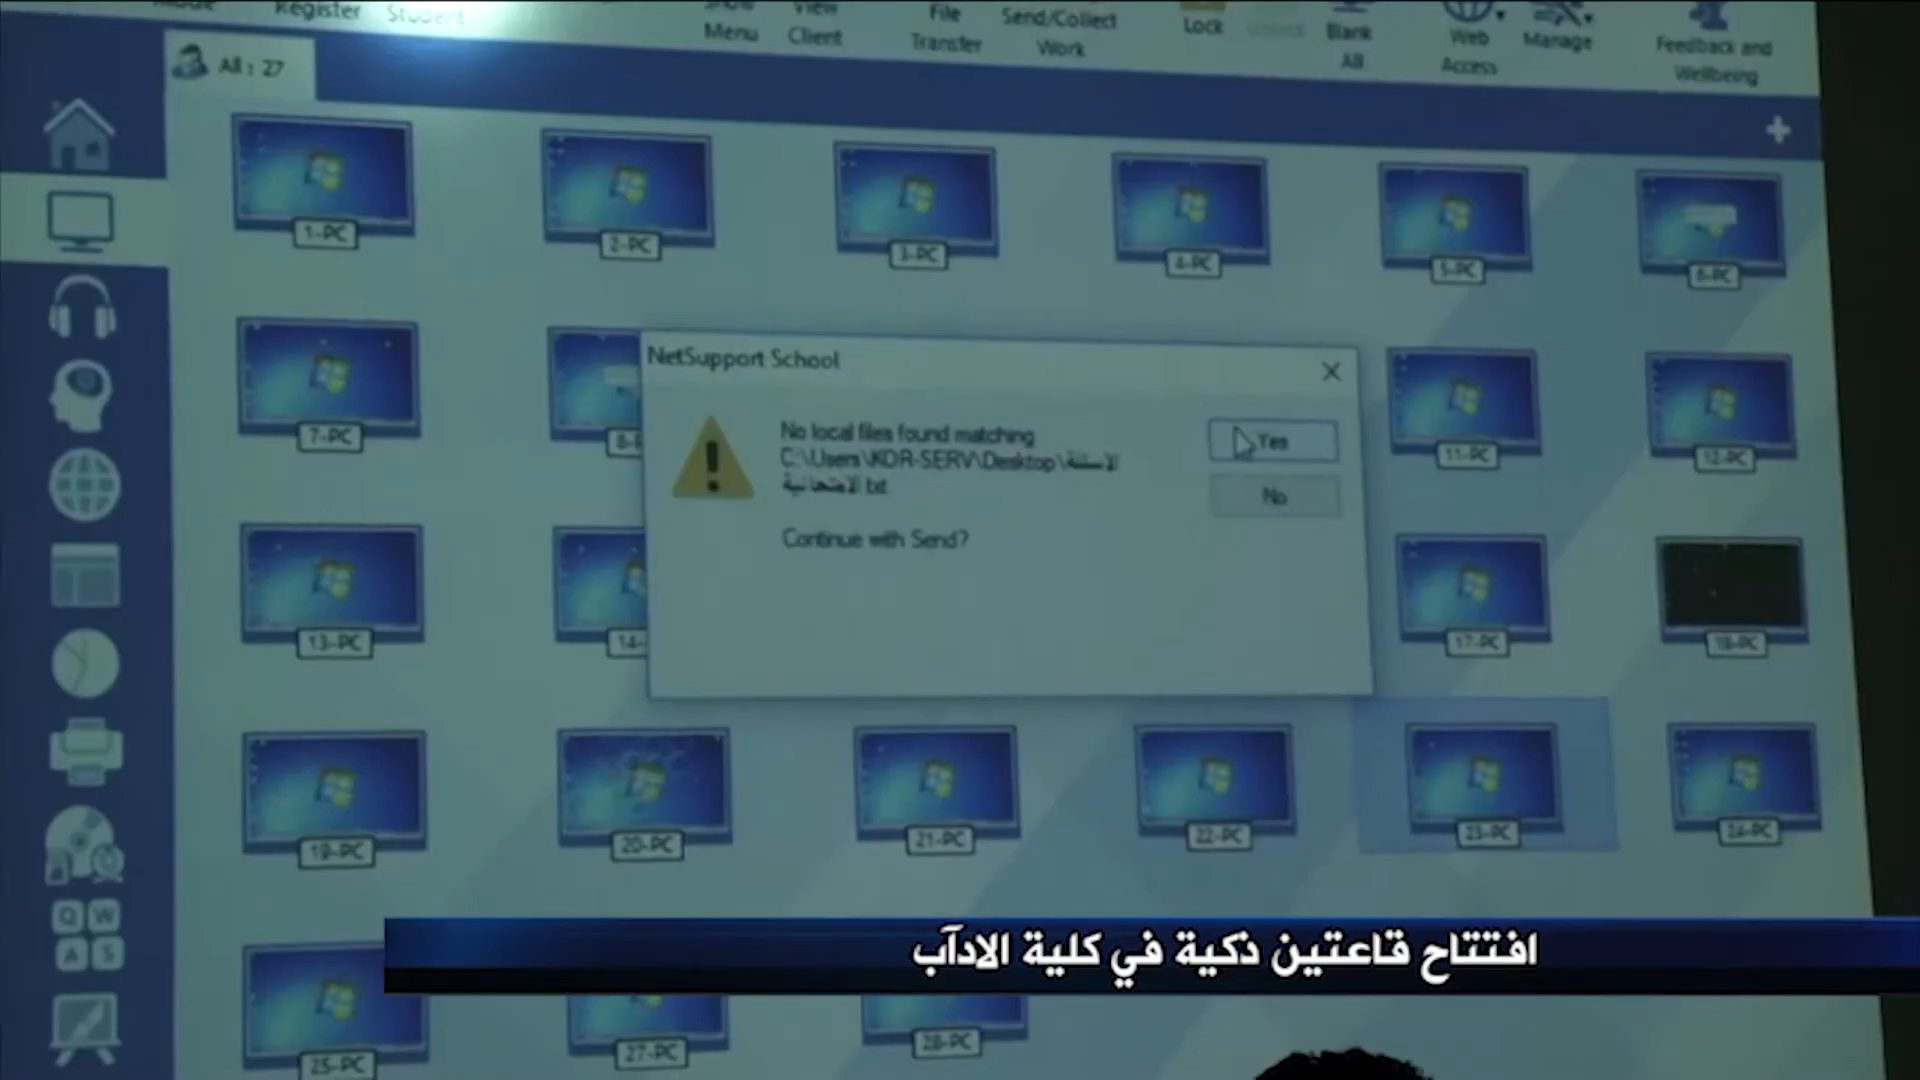 Register
Student
Menu
View
Client
File
Transfer
Send/Collect
Work
Lock
Blank
All
Web
Access
Manage
Feedback and
Wellbeing
All : 27
1-PC
2-PC
3-PC
4-PC
5-PC
6-PC
7-PC
11-PC
12-PC
NetSupport School
No local files found matching
C:\Users\KDR-SERV\Desktop\الاسئلة
الامتحانية.txt
Continue with Send?
Yes
No
13-PC
14-
17-PC
18-PC
19-PC
20-PC
21-PC
22-PC
23-PC
24-PC
Q W
A S
25-PC
27-PC
28-PC
افتتاح قاعتين ذكية في كلية الادآب